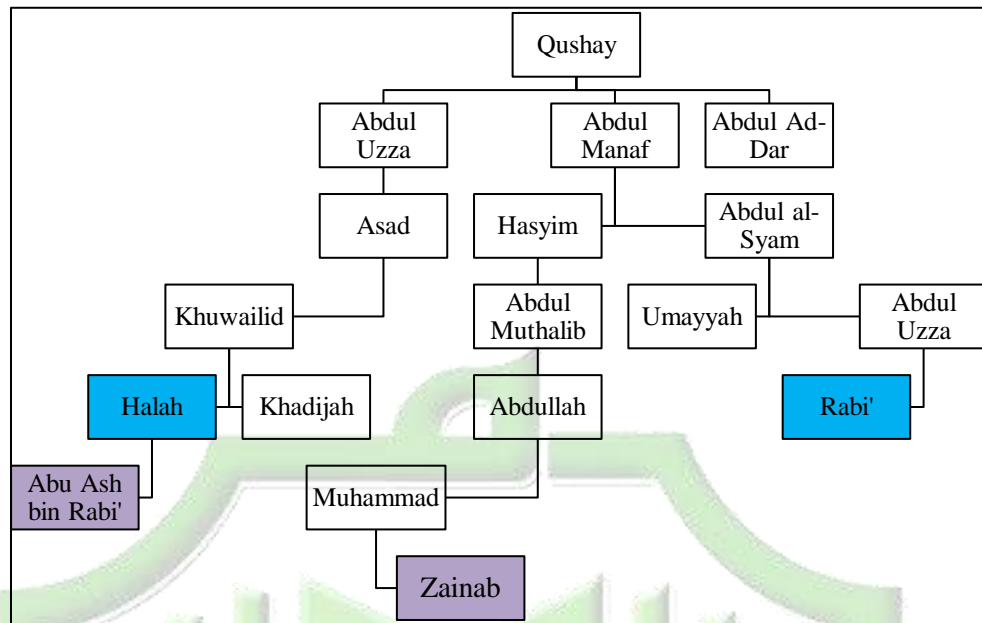 Qushay
Abdul
Uzza
Abdul
Manaf
Abdul Ad-
Dar
Asad
Hasyim
Abdul al-
Syam
Khuwailid
Abdul
Muthalib
Umayyah
Abdul
Uzza
Halah
Khadijah
Abdullah
Rabi'
Abu Ash
bin Rabi'
Muhammad
Zainab